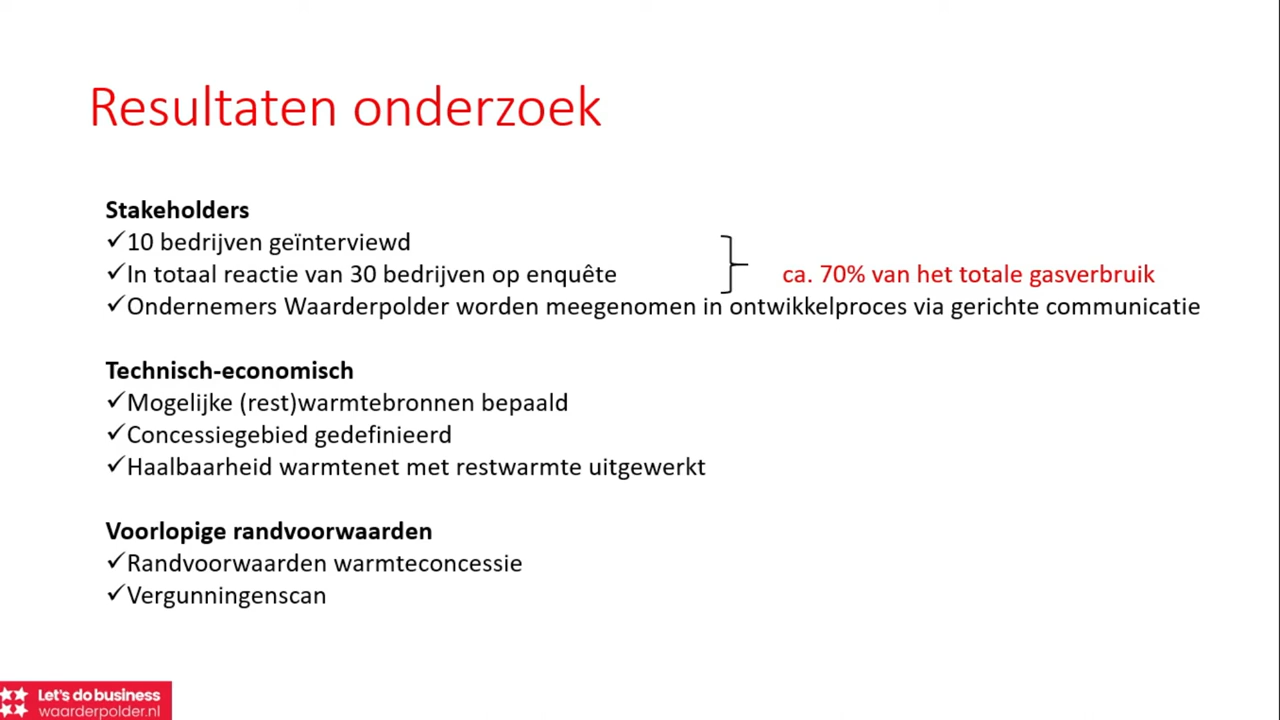 Resultaten onderzoek
Stakeholders
✓10 bedrijven geïnterviewd
✓In totaal reactie van 30 bedrijven op enquête
ca. 70% van het totale gasverbruik
✓Ondernemers Waarderpolder worden meegenomen in ontwikkelproces via gerichte communicatie
Technisch-economisch
✓Mogelijke (rest)warmtebronnen bepaald
✓Concessiegebied gedefinieerd
✓Haalbaarheid warmtenet met restwarmte uitgewerkt
Voorlopige randvoorwaarden
✓Randvoorwaarden warmteconcessie
✓Vergunningenscan
Let's do business
waarderpolder.nl